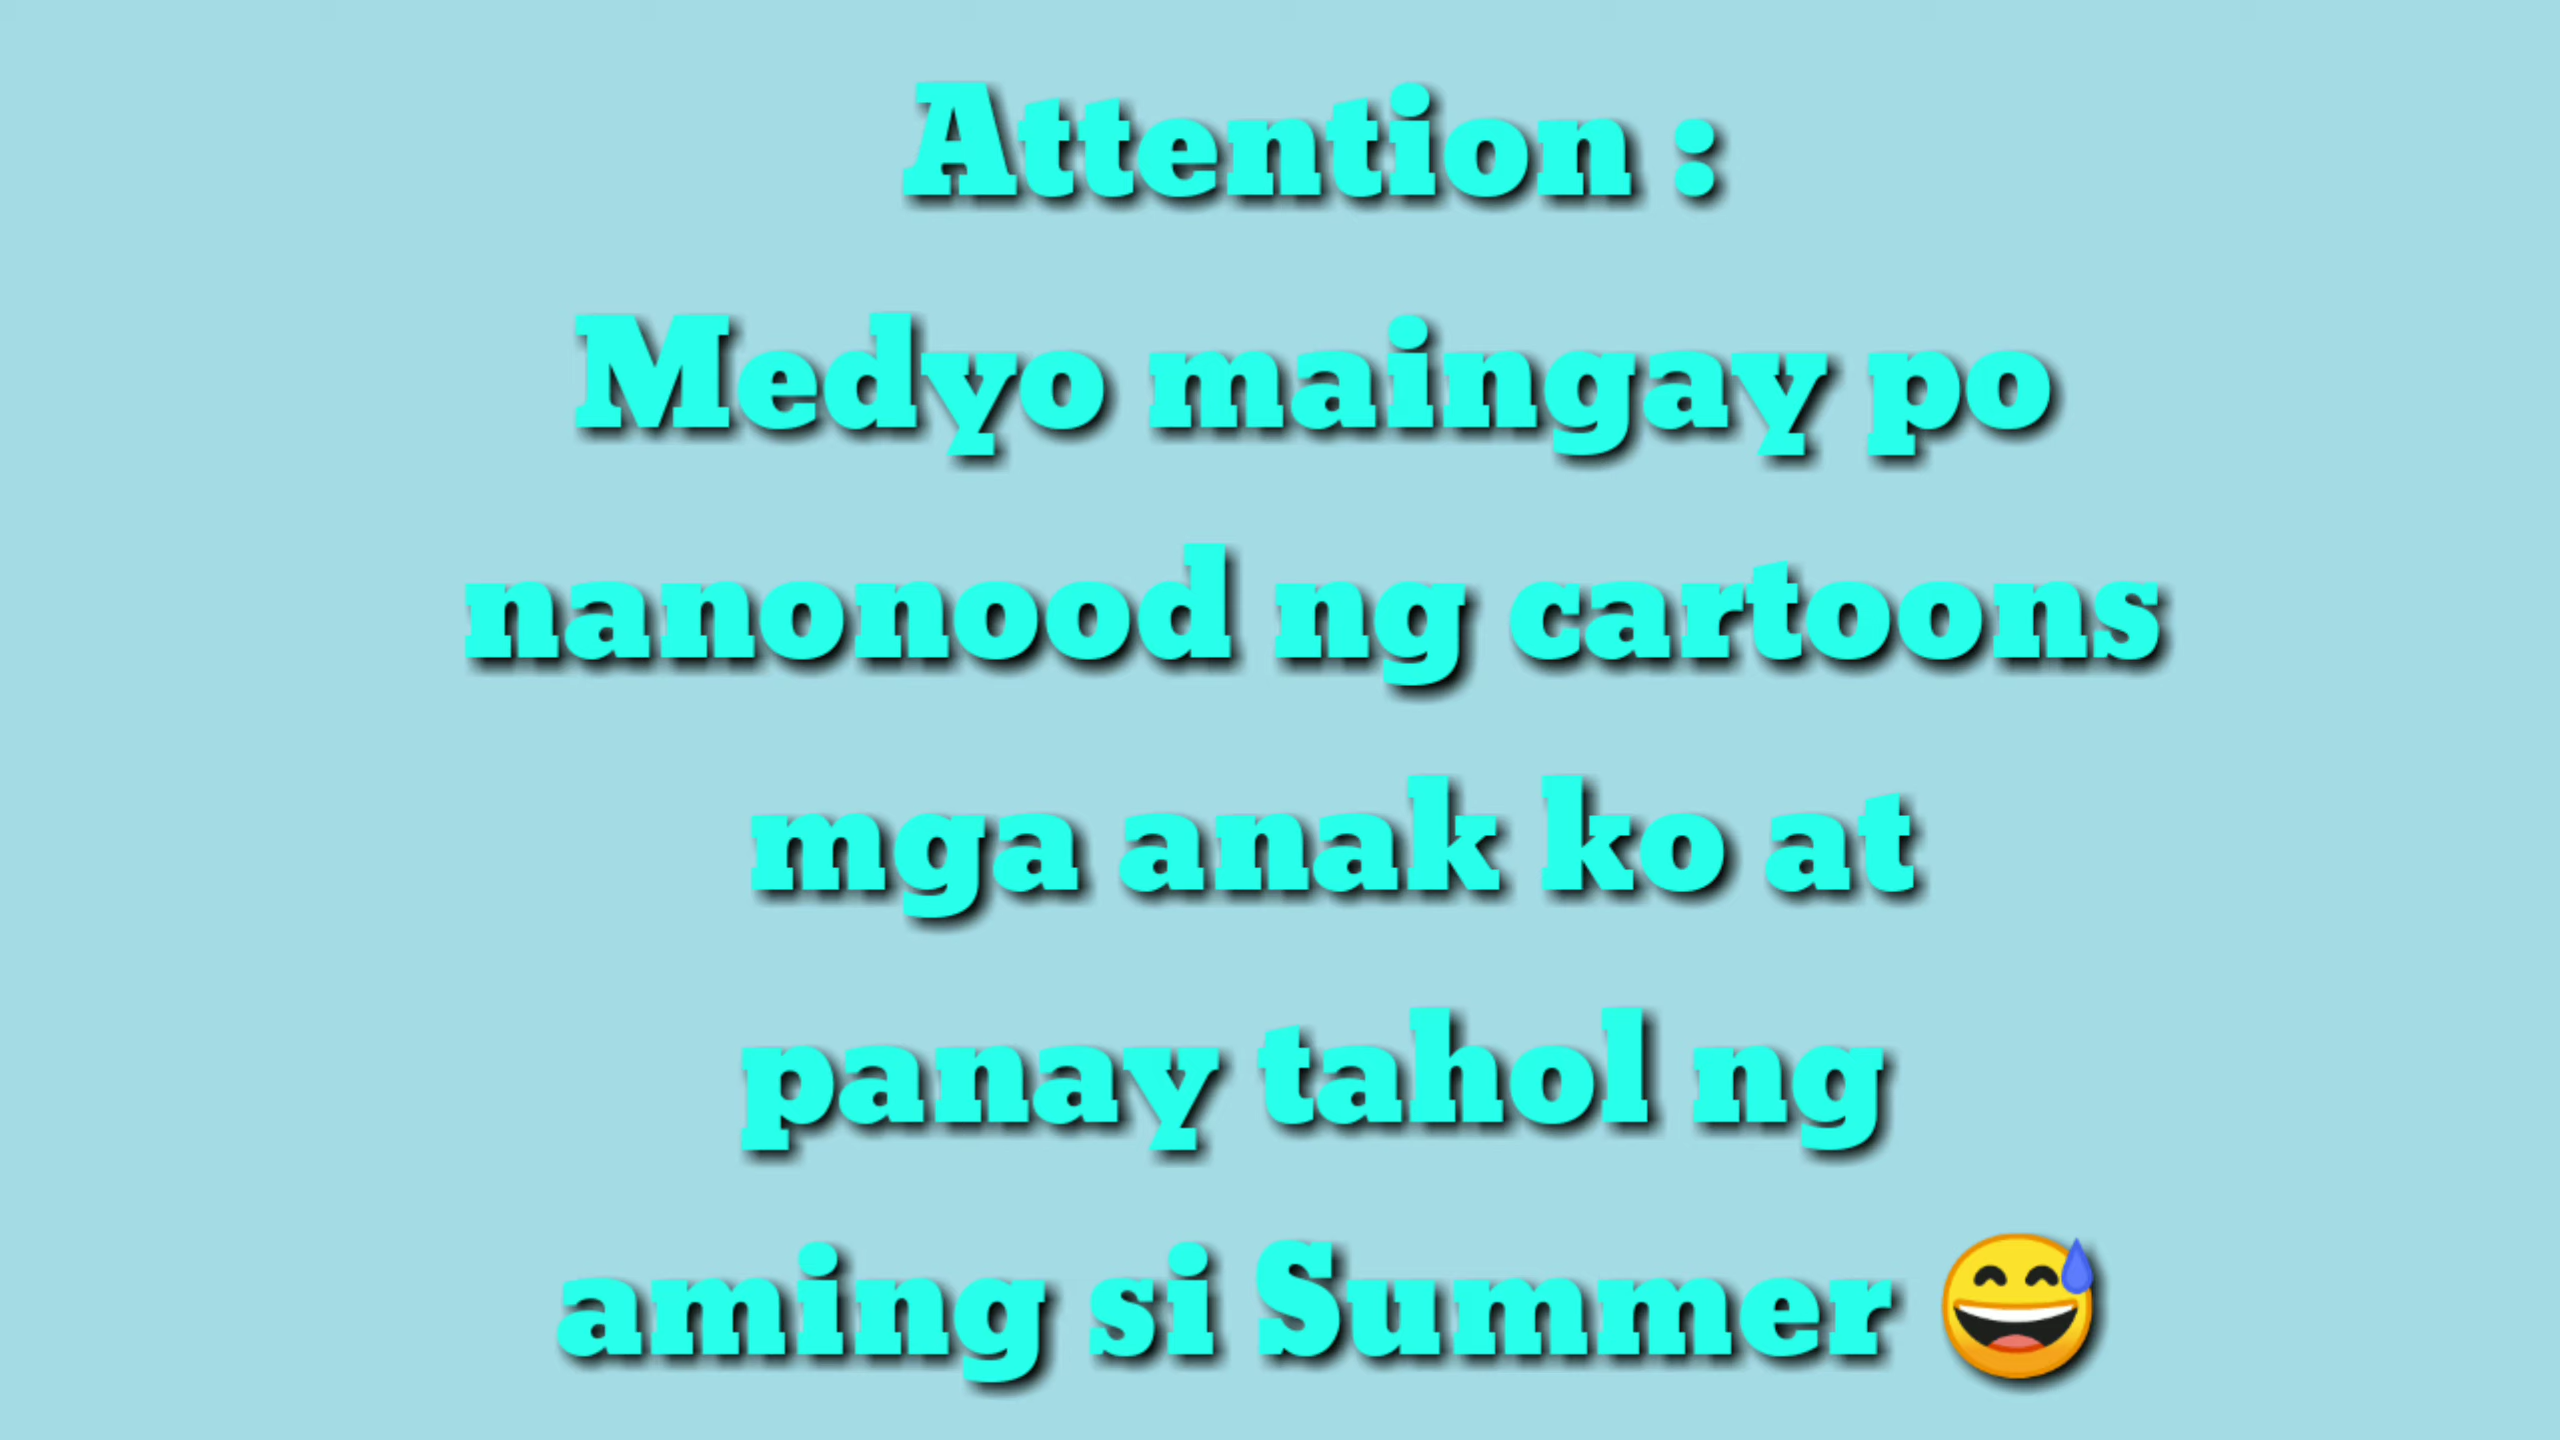 Attention :
Medyo maingay po
nanonood ng cartoons
mga anak ko at
panay tahol ng
aming si Summer 😅